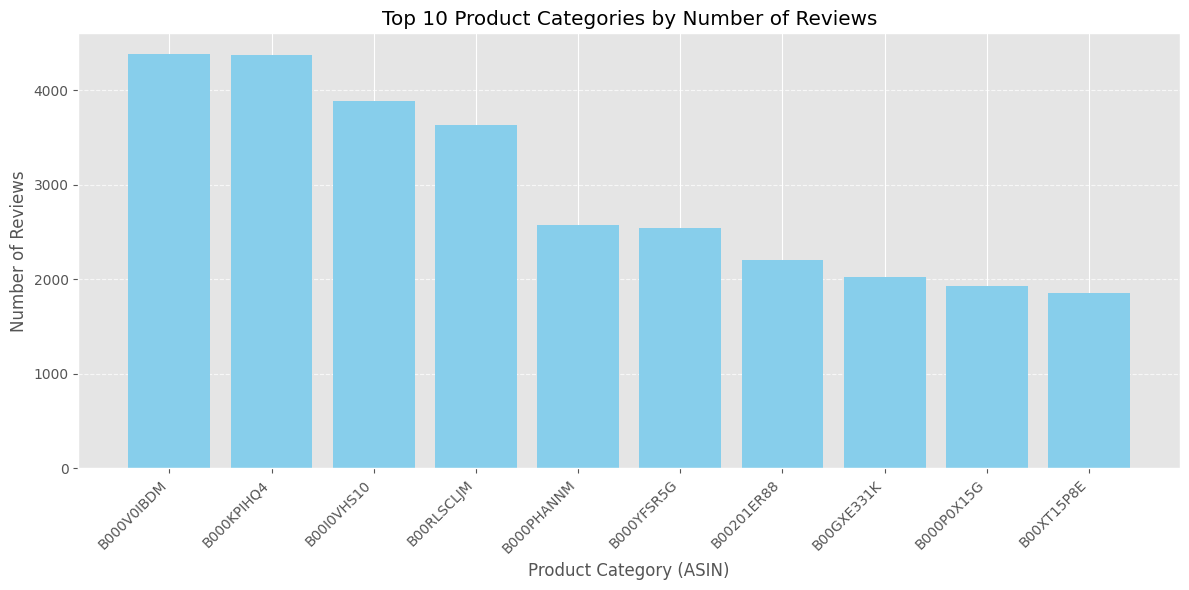 Top 10 Product Categories by Number of Reviews
Number of Reviews
4000
3000
2000
1000
0
B000V0IBDM
B000KPIHQ4
B00I0VHS10
B00RLSCLJM
B000PHANNM
B000YFSR5G
B00201ER88
B00GXE331K
B000P0X15G
B00XT15P8E
Product Category (ASIN)